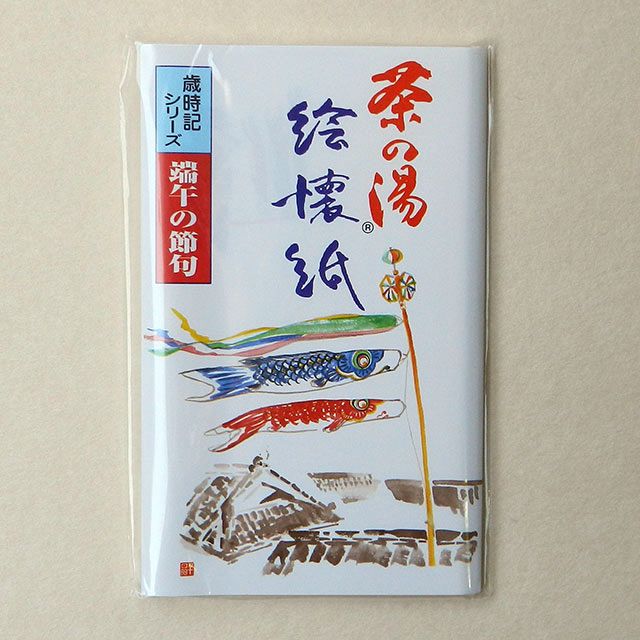 茶の湯
絵懐紙®
歳時記
シリーズ
端午の節句